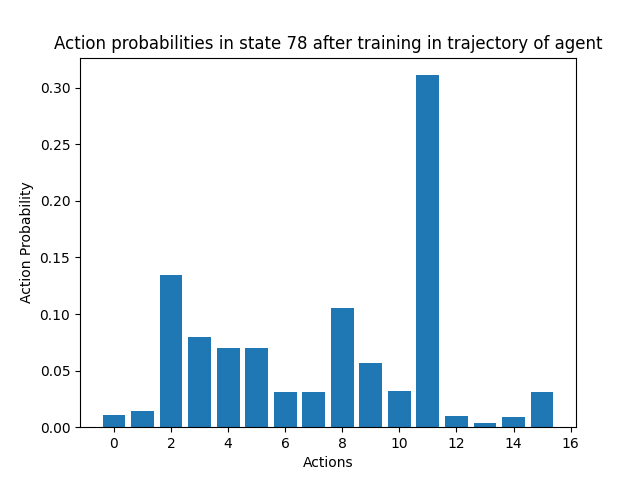 Action probabilities in state 78 after training in trajectory of agent
0.30
0.25
0.20
0.15
0.10
0.05
0.00
Action Probability
0 2 4 6 8 10 12 14 16
Actions